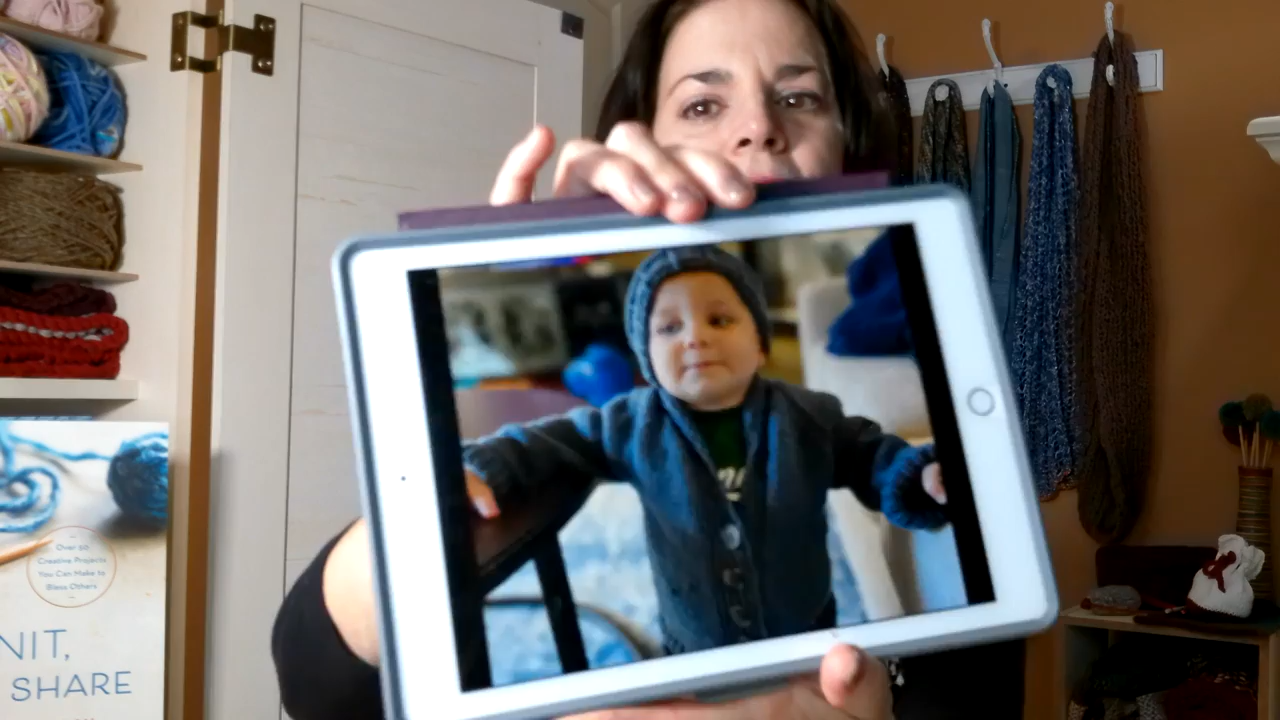 Over 50
Creative Projects
You Can Make to
Bless Others
NIT,
SHARE